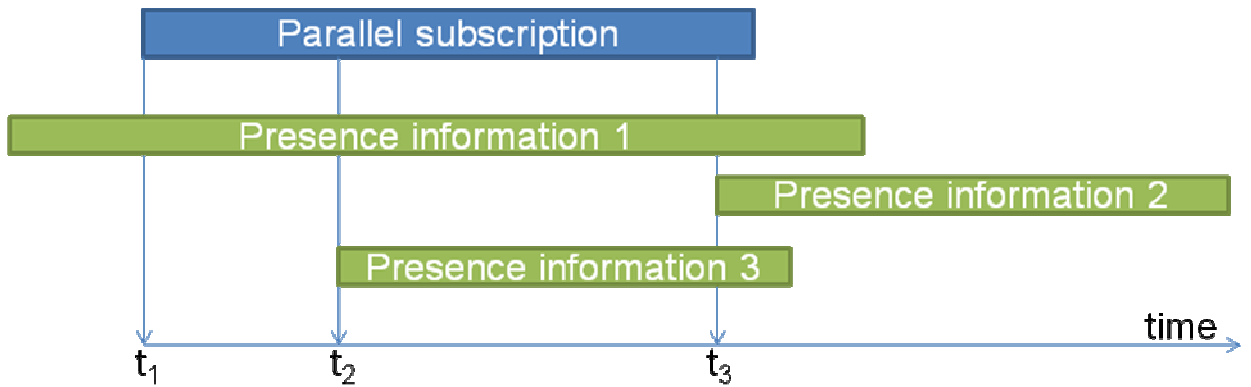 Parallel subscription
Presence information 1
Presence information 2
Presence information 3
time
t1 t2 t3